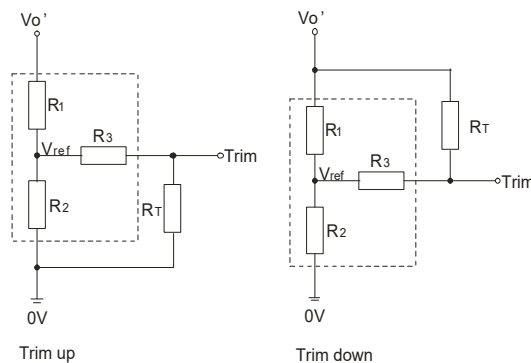 Vo'
R1
Vref
R3
Trim
R2
RT
0V
Trim up
Vo'
R1
RT
Vref
R3
Trim
R2
0V
Trim down